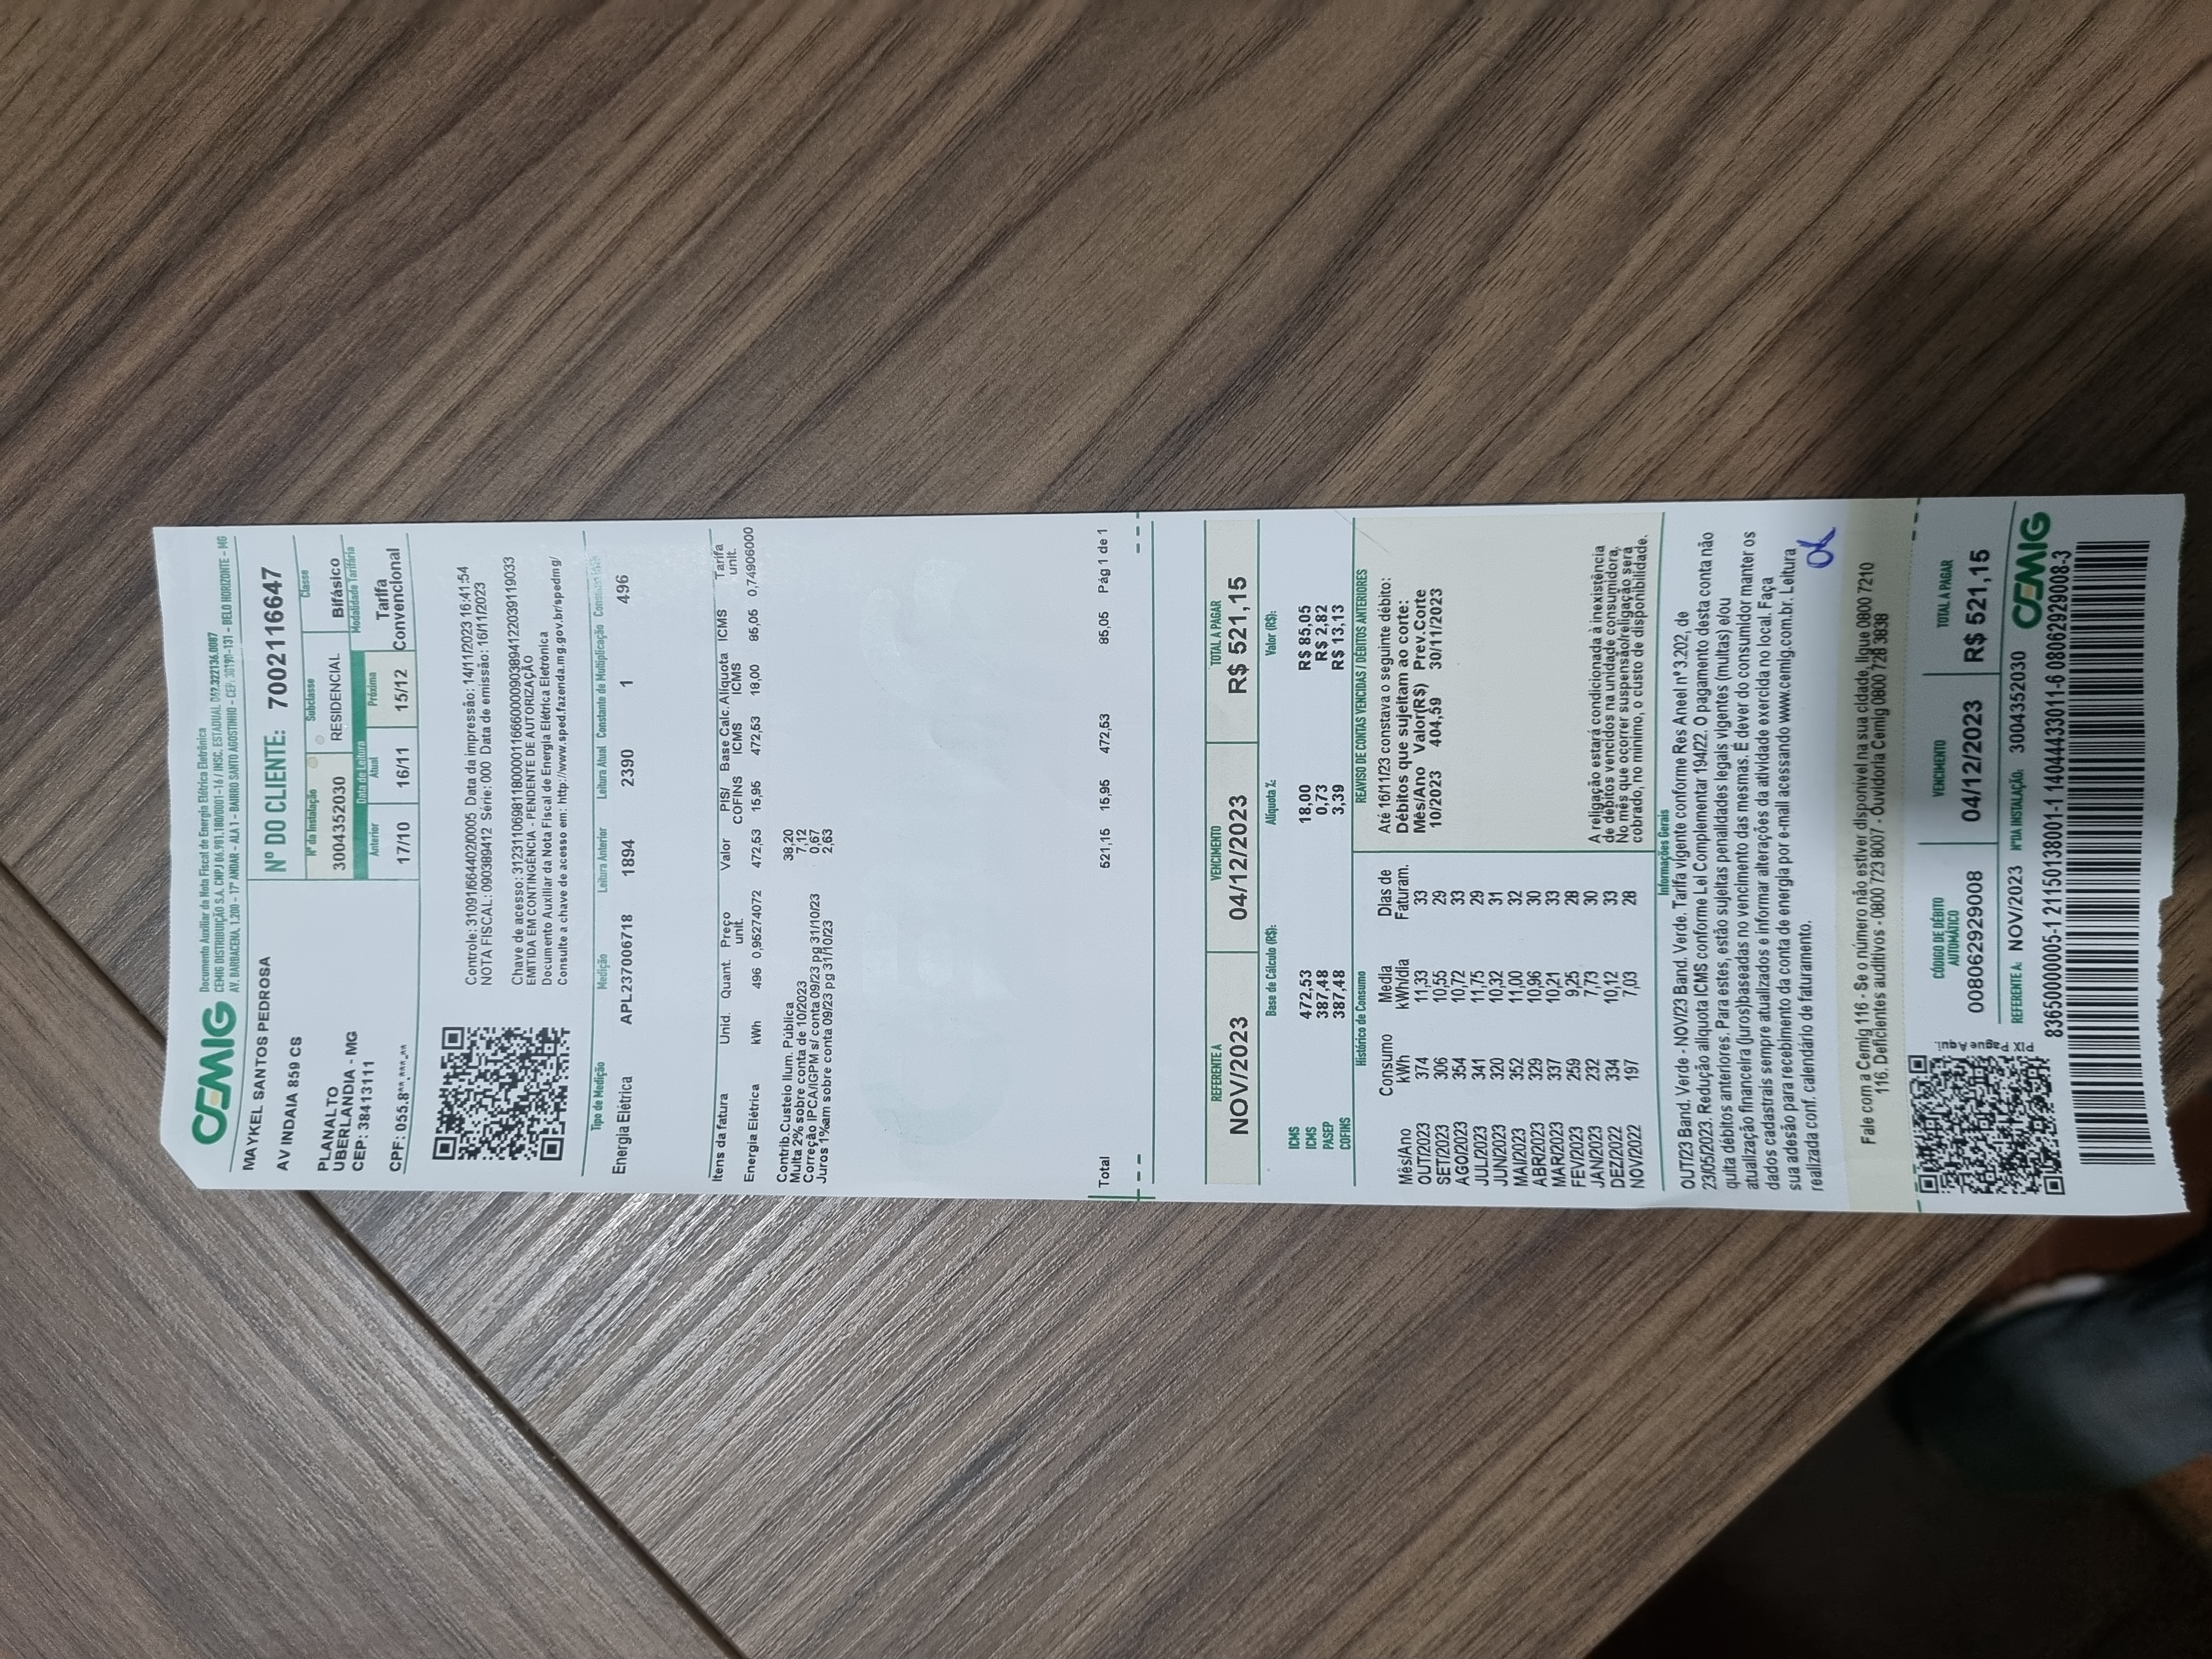 CEMIG
Documento Auxiliar da Nota Fiscal de Energia Elétrica Eletrônica
CEMIG DISTRIBUIÇÃO S.A. CNPJ 06.981.180/0001-16 / INSC. ESTADUAL 062.322136.0087
AV. BARBACENA, 1.200 - 17° ANDAR - ALA 1 - BAIRRO SANTO AGOSTINHO - CEP: 30190-131 - BELO HORIZONTE - MG
MAYKEL SANTOS PEDROSA
AV INDAIA 859 CS
PLANALTO
UBERLANDIA - MG
CEP: 38413111
CPF: 055.8**.***-**
N° DO CLIENTE: 7002116647
N° da Instalação Subclasse Classe
3004352030 RESIDENCIAL Bifásico
Data de Leitura Modalidade Tarifária
Anterior Atual Próxima
17/10 16/11 15/12 Tarifa Convencional
Controle: 31091/664402/0005 Data da impressão: 14/11/2023 16:41:54
NOTA FISCAL: 090389412 Série: 000 Data de emissão: 16/11/2023
Chave de acesso: 31231106981180000116660000903894122039119033
EMITIDA EM CONTINGÊNCIA - PENDENTE DE AUTORIZAÇÃO
Documento Auxiliar da Nota Fiscal de Energia Elétrica Eletrônica
Consulte a chave de acesso em: http://www.sped.fazenda.mg.gov.br/spedmg/
Tipo de Medição Medição Leitura Anterior Leitura Atual Constante de Multiplicação
Energia Elétrica APL237006718 1894 2390 1 496
Itens da fatura Unid. Quant. Preço unit. Valor PIS/COFINS Base Calc. ICMS Alíquota ICMS ICMS Tarifa unit.
Energia Elétrica kWh 496 0,95274072 472,53 15,95 472,53 18,00 85,05 0,74906000
Contrib.Custeio Ilum. Pública 38,20
Multa 2% sobre conta de 10/2023 7,12
Correção IPCA/IGPM s/ conta 09/23 pg 31/10/23 0,67
Juros 1%am sobre conta 09/23 pg 31/10/23 2,63
Total 521,15 15,95 472,53 85,05 Pág 1 de 1
REFERENTE A VENCIMENTO TOTAL A PAGAR
NOV/2023 04/12/2023 R$ 521,15
Base de Cálculo (R$): Alíquota %: Valor (R$):
ICMS
ICMS 472,53 18,00 R$ 85,05
PASEP 387,48 0,73 R$ 2,82
COFINS 387,48 3,39 R$ 13,13
Histórico de Consumo
Mês/Ano Consumo kWh Media kWh/dia Dias de Faturam.
OUT/2023 374 11,33 33
SET/2023 306 10,55 29
AGO/2023 354 10,72 33
JUL/2023 341 11,75 29
JUN/2023 320 10,32 31
MAI/2023 352 11,00 32
ABR/2023 329 10,96 30
MAR/2023 337 10,21 33
FEV/2023 259 9,25 28
JAN/2023 232 7,73 30
DEZ/2022 334 10,12 33
NOV/2022 197 7,03 28
REAVISO DE CONTAS VENCIDAS / DÉBITOS ANTERIORES
Até 16/11/23 constava o seguinte débito:
Débitos que sujeitam ao corte:
Mês/Ano Valor(R$) Prev.Corte
10/2023 404,59 30/11/2023
A religação estará condicionada à inexistência
de débitos vencidos na unidade consumidora.
No mês que ocorrer suspensão/religação será
cobrado, no mínimo, o custo de disponibilidade.
Informações Gerais
OUT/23 Band. Verde - NOV/23 Band. Verde. Tarifa vigente conforme Res Aneel nº 3.202, de
23/05/2023. Redução aliquota ICMS conforme Lei Complementar 194/22. O pagamento desta conta não
quita débitos anteriores. Para estes, estão sujeitas penalidades legais vigentes (multas) e/ou
atualização financeira (juros)baseadas no vencimento das mesmas. É dever do consumidor manter os
dados cadastrais sempre atualizados e informar alterações da atividade exercida no local. Faça
sua adesão para recebimento da conta de energia por e-mail acessando www.cemig.com.br. Leitura
realizada conf. calendário de faturamento.
ok
Fale com a Cemig 116 - Se o número não estiver disponivel na sua cidade, ligue 0800 7210
116. Deficientes auditivos - 0800 723 8007 - Ouvidoria Cemig 0800 728 3838
PIX Pague Aqui.
CÓDIGO DE DÉBITO AUTOMÁTICO VENCIMENTO TOTAL A PAGAR
008062929008 04/12/2023 R$ 521,15
REFERENTE A: NOV/2023 N°DA INSTALAÇÃO: 3004352030 CEMIG
83650000005-1 21150138001-1 14044433011-6 08062929008-3